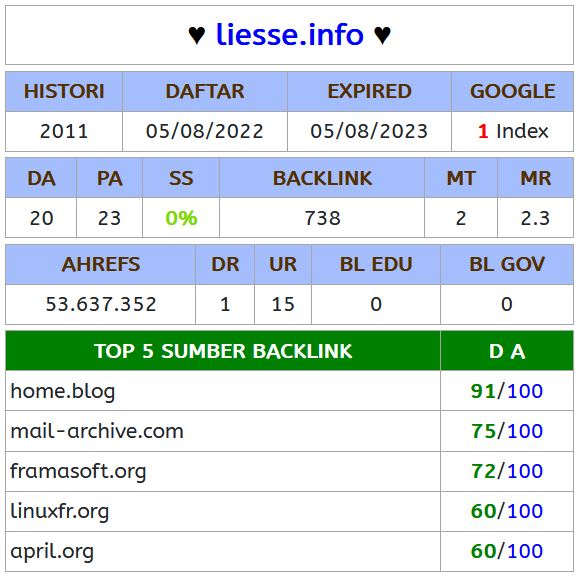 ♥ liesse.info ♥
HISTORI DAFTAR EXPIRED GOOGLE
2011 05/08/2022 05/08/2023 1 Index
DA PA SS BACKLINK MT MR
20 23 0% 738 2 2.3
AHREFS DR UR BL EDU BL GOV
53.637.352 1 15 0 0
TOP 5 SUMBER BACKLINK D A
home.blog 91/100
mail-archive.com 75/100
framasoft.org 72/100
linuxfr.org 60/100
april.org 60/100